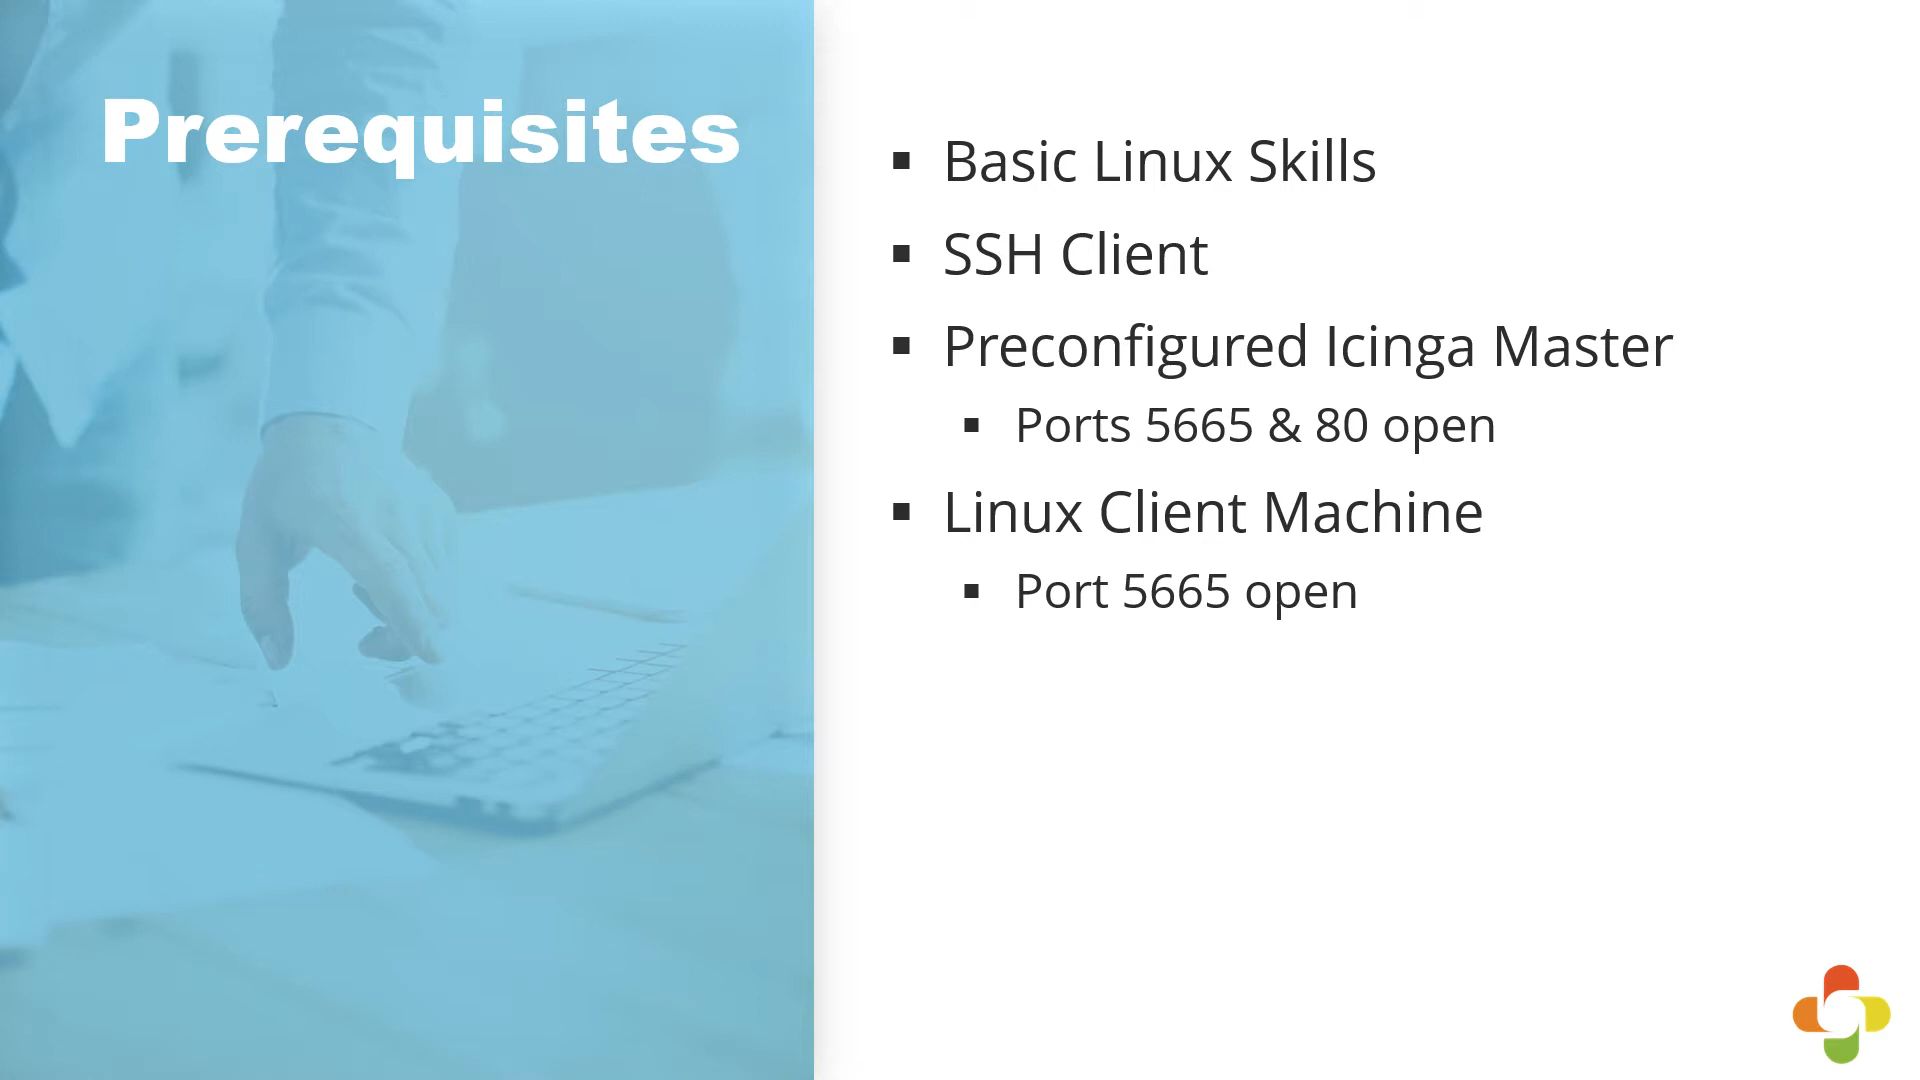 Prerequisites
▪ Basic Linux Skills
▪ SSH Client
▪ Preconfigured Icinga Master
▪ Ports 5665 & 80 open
▪ Linux Client Machine
▪ Port 5665 open